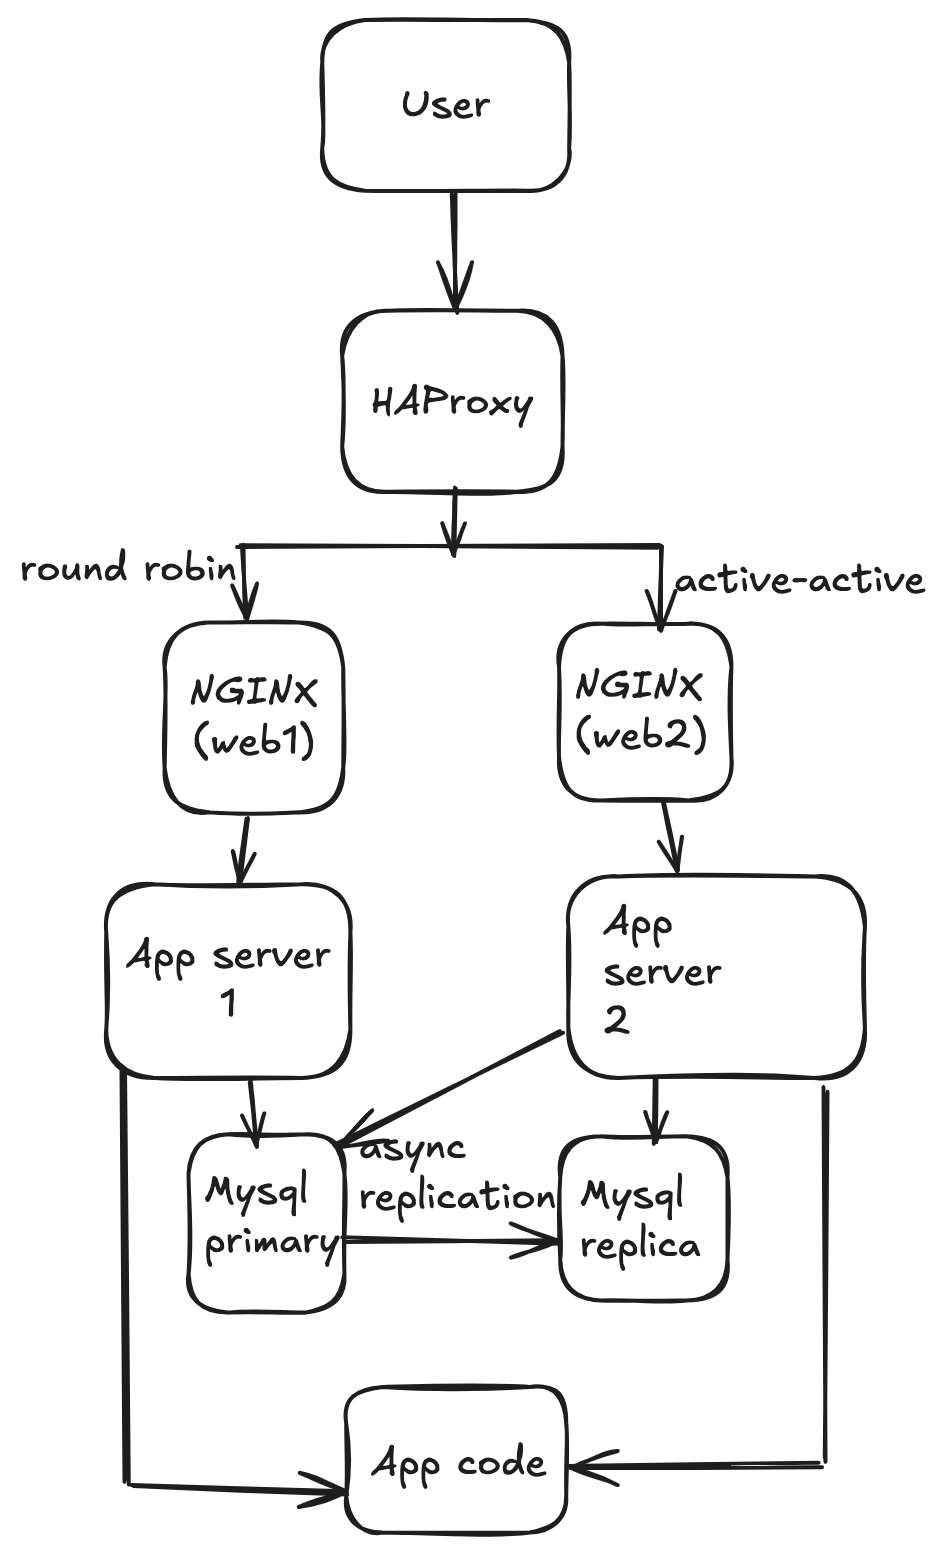 User
HAProxy
round robin
active-active
NGINX
(web1)
NGINX
(web2)
App server
1
App
server
2
async
replication
Mysql
primary
Mysql
replica
App code